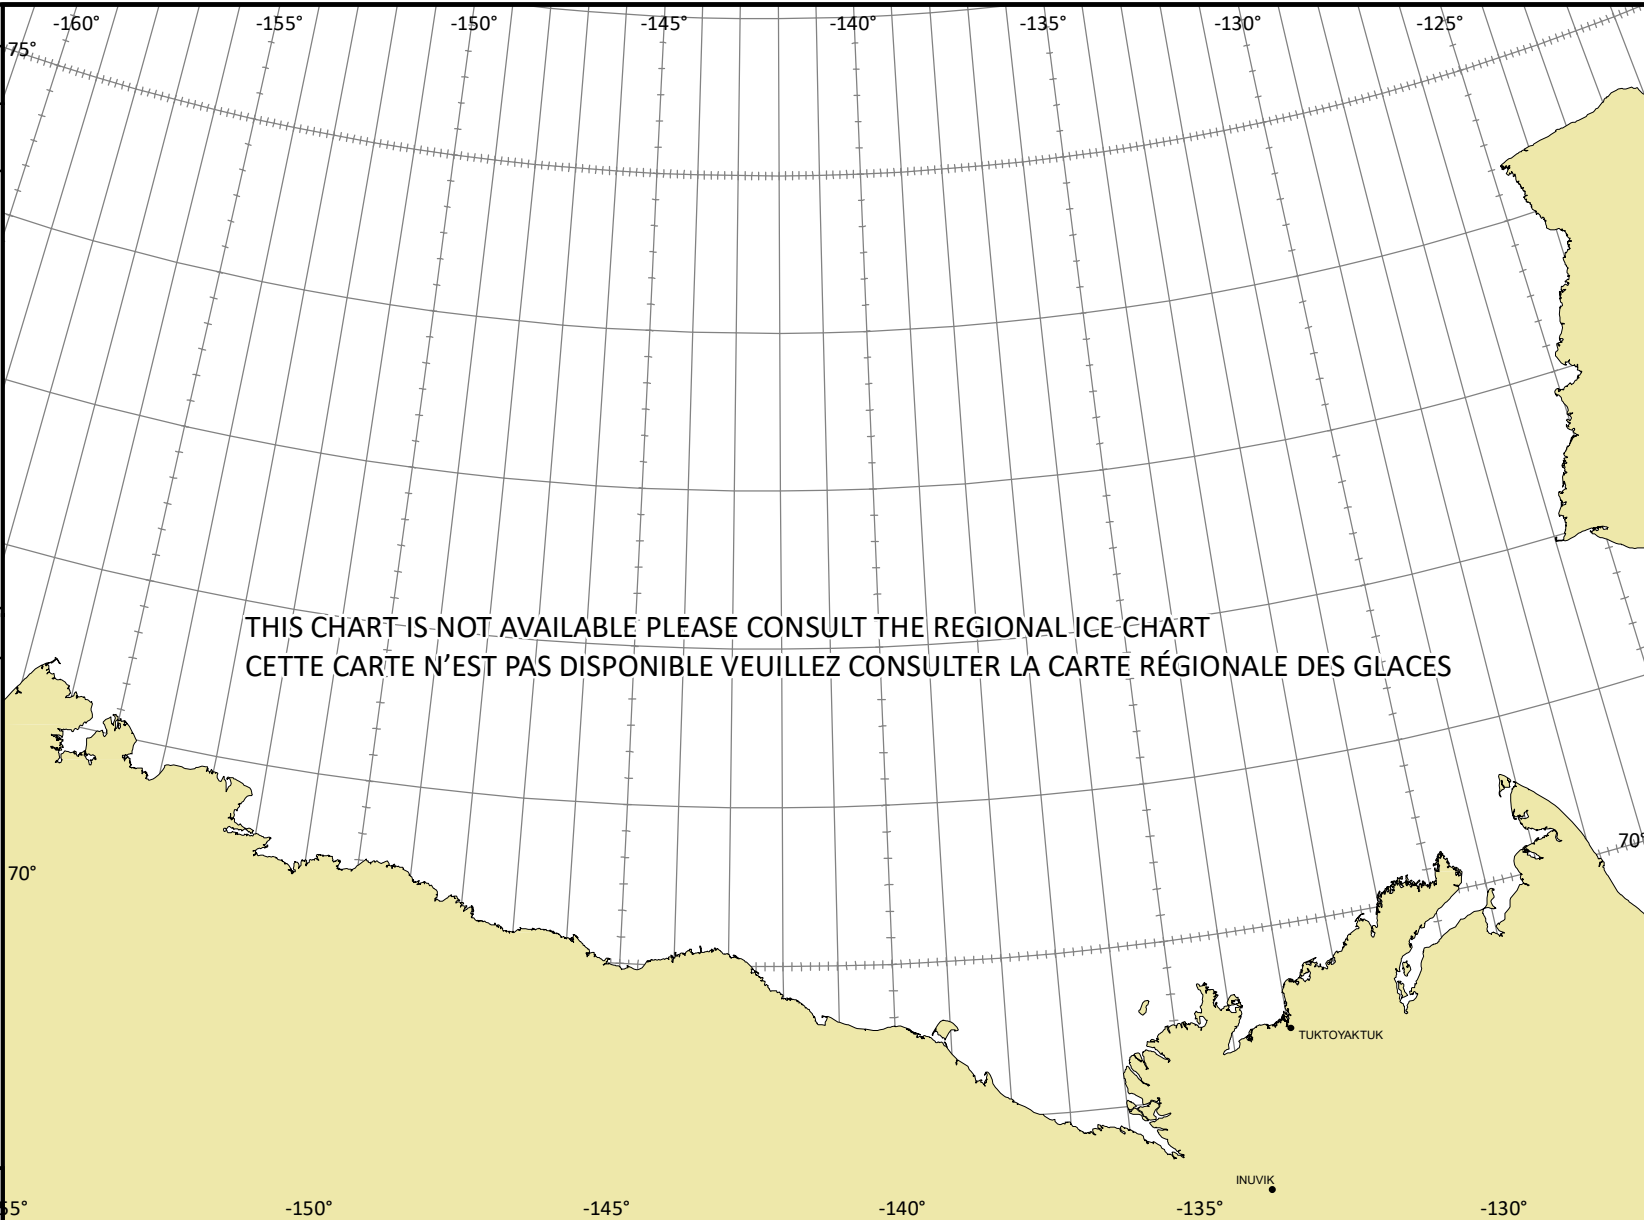 -160° -155° -150° -145° -140° -135° -130° -125°
75°
THIS CHART IS NOT AVAILABLE PLEASE CONSULT THE REGIONAL ICE CHART
CETTE CARTE N'EST PAS DISPONIBLE VEUILLEZ CONSULTER LA CARTE RÉGIONALE DES GLACES
70°
70°
TUKTOYAKTUK
INUVIK
55° -150° -145° -140° -135° -130°